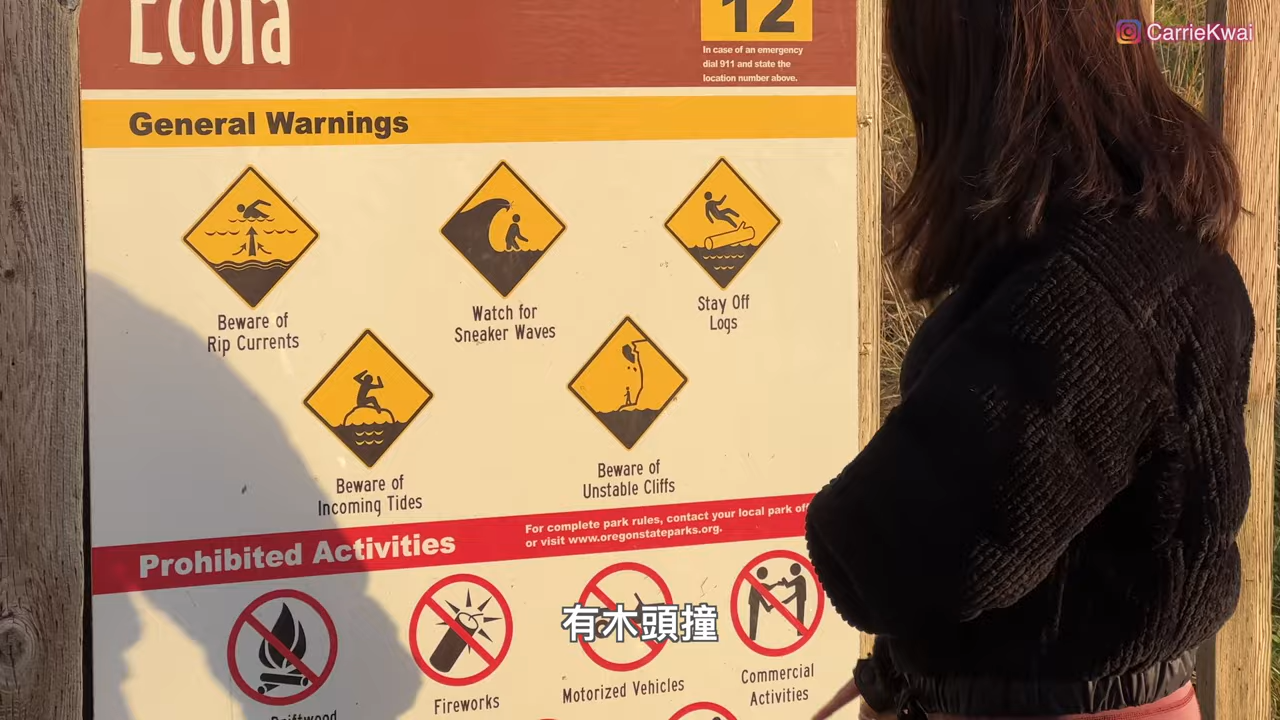 Ecola
12
In case of an emergency
dial 911 and state the
location number above.
CarrieKwai
General Warnings
Beware of
Rip Currents
Watch for
Sneaker Waves
Stay Off
Logs
Beware of
Incoming Tides
Beware of
Unstable Cliffs
Prohibited Activities
For complete park rules, contact your local park
or visit www.oregonstateparks.org.
有木頭撞
Fireworks
Motorized Vehicles
Commercial
Activities